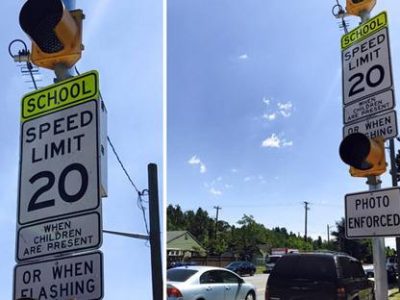 SCHOOL
SPEED
LIMIT
20
WHEN
CHILDREN
ARE PRESENT
OR WHEN
FLASHING
SCHOOL
SPEED
LIMIT
20
WHEN
CHILDREN
ARE PRESENT
OR WHEN
FLASHING
PHOTO
ENFORCED